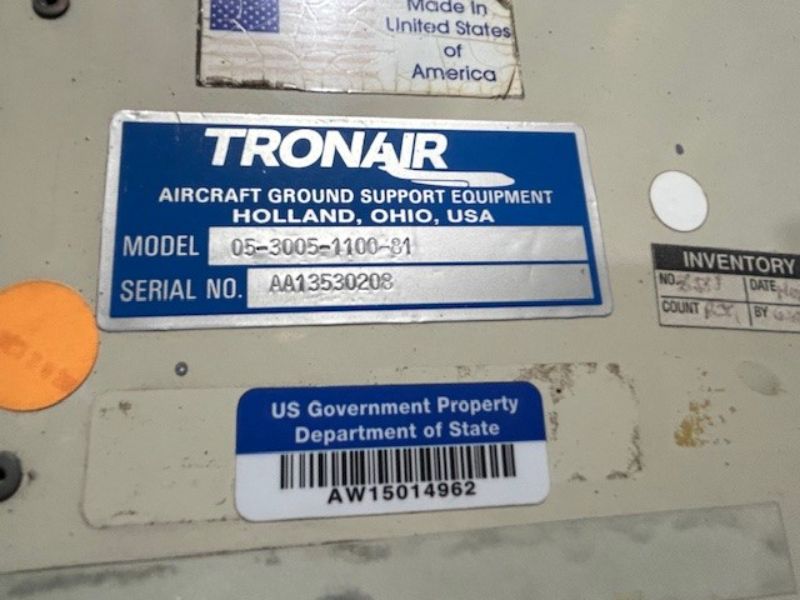 Made In
United States
of
America
TRONAIR
AIRCRAFT GROUND SUPPORT EQUIPMENT
HOLLAND, OHIO, USA
MODEL 05-3005-1100-81
SERIAL NO. AA13530208
INVENTORY
NO. DATE
COUNT BY
US Government Property
Department of State
AW15014962